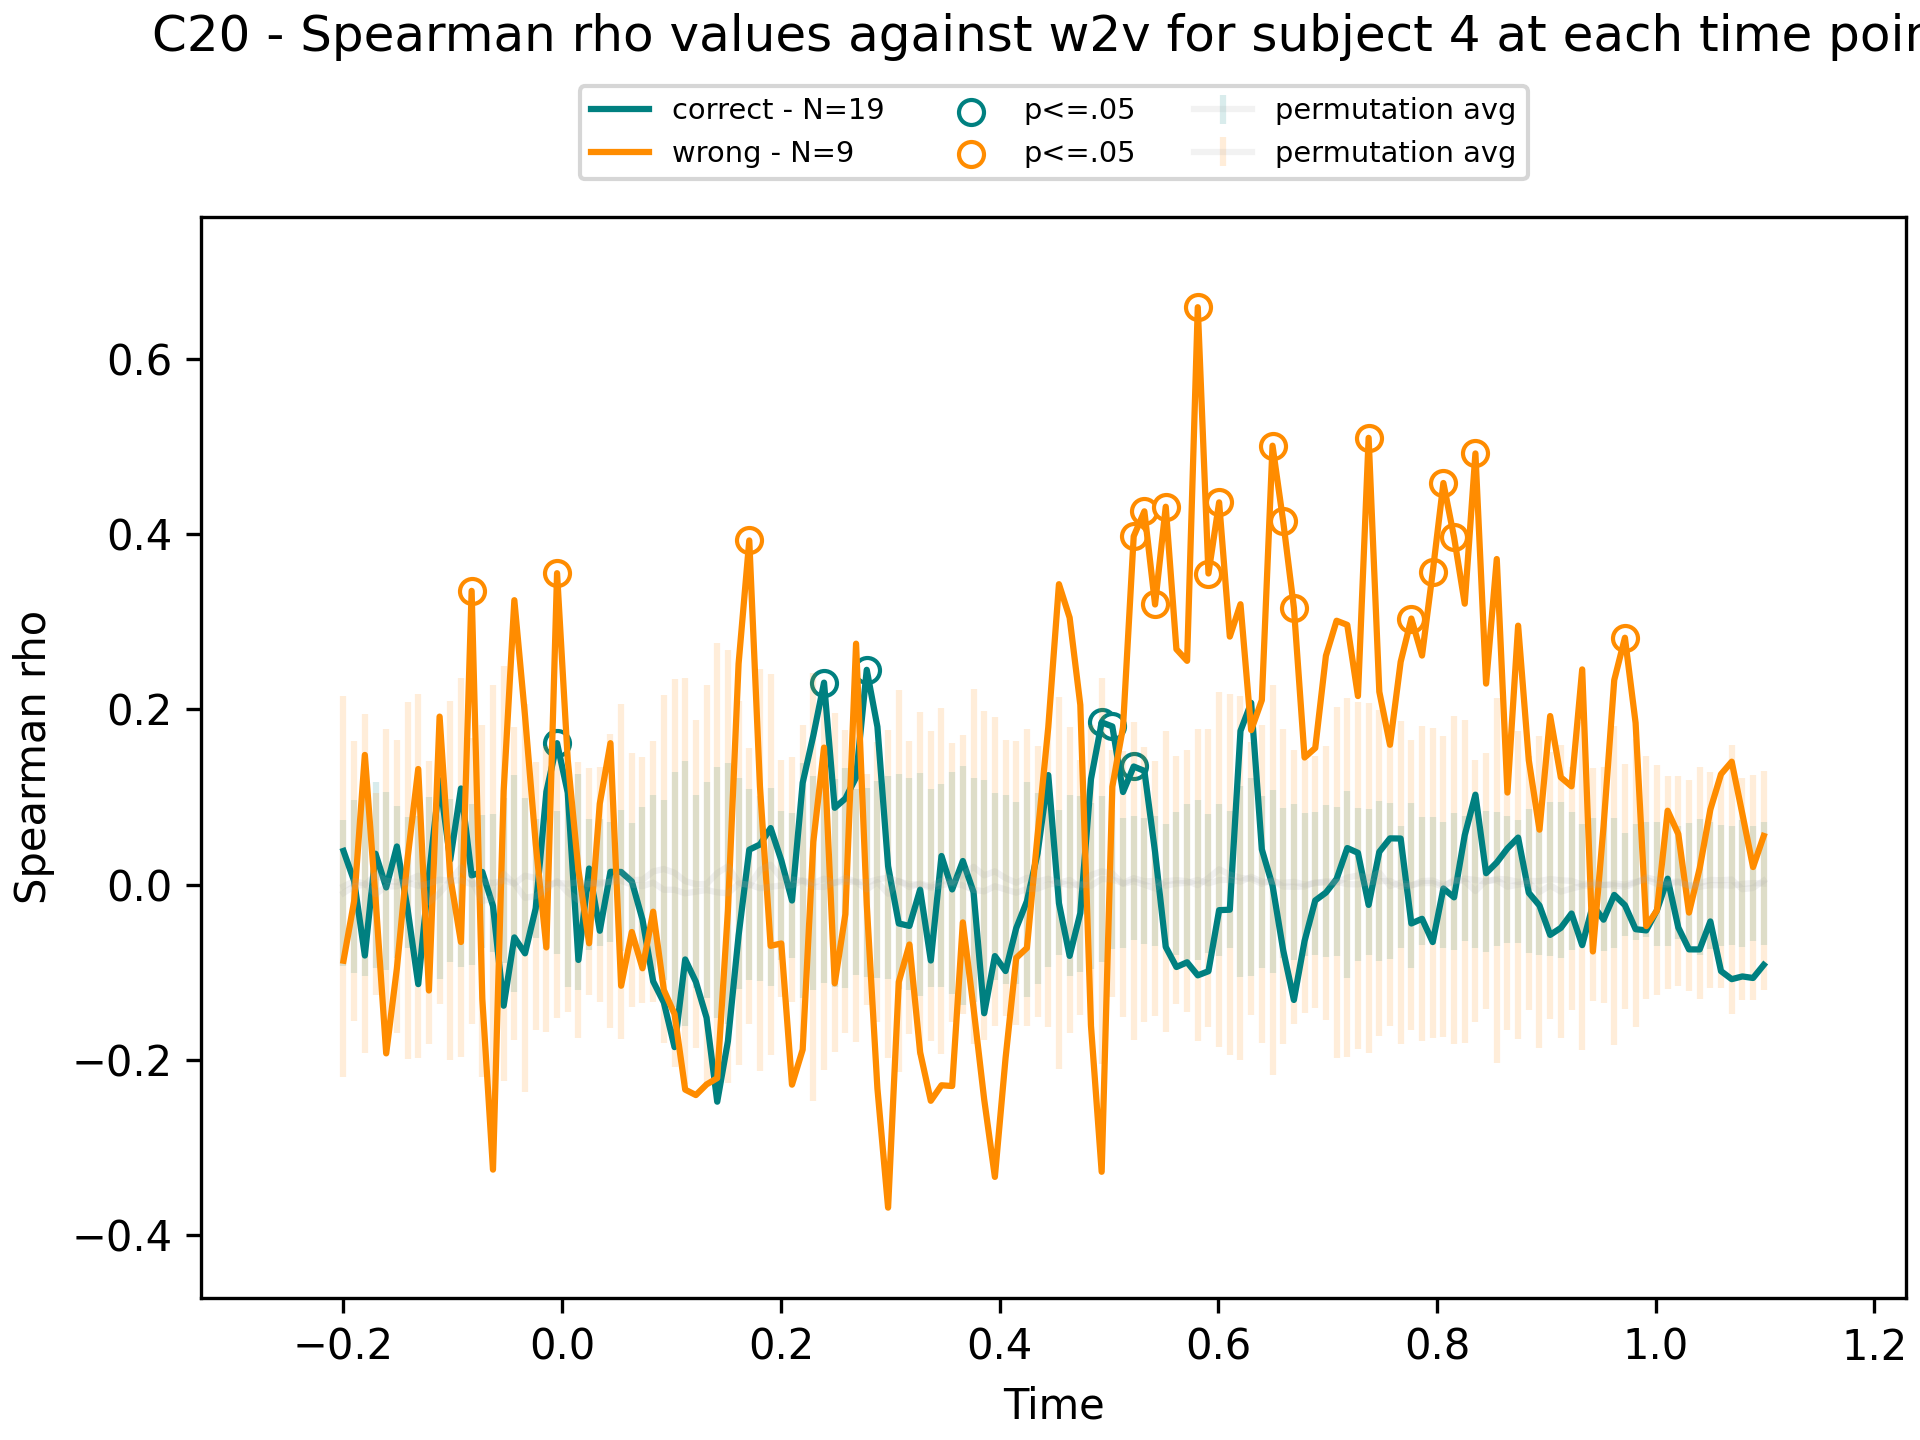 C20 - Spearman rho values against w2v for subject 4 at each time
correct - N=19 p<=.05 permutation avg
wrong - N=9 p<=.05 permutation avg
Spearman rho
0.6
0.4
0.2
0.0
−0.2
−0.4
−0.2 0.0 0.2 0.4 0.6 0.8 1.0 1.2
Time